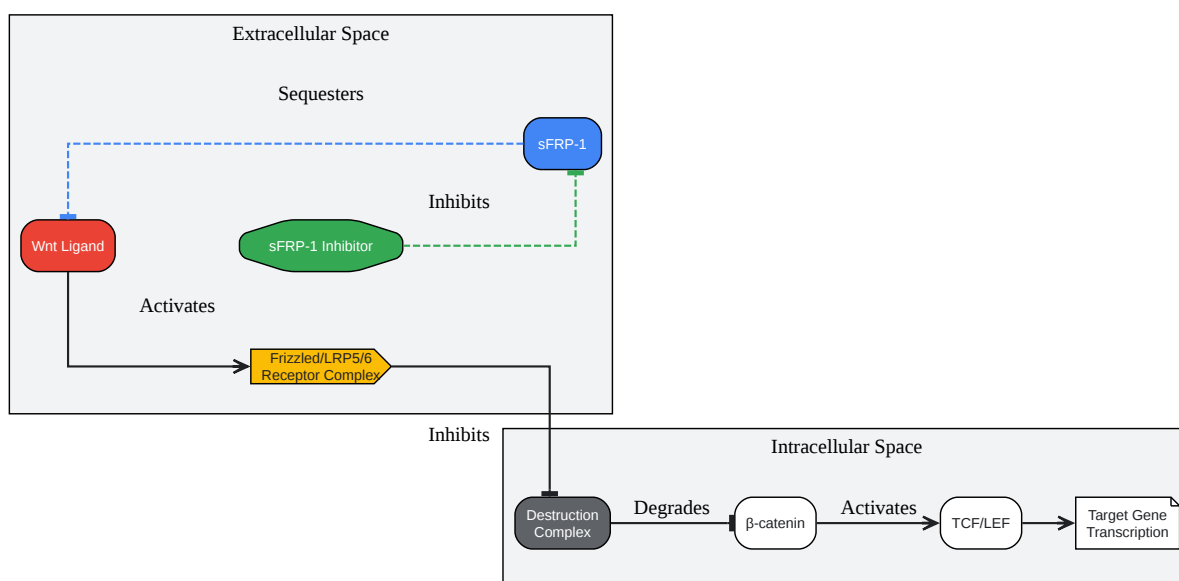 Extracellular Space
Sequesters
sFRP-1
Inhibits
Wnt Ligand
sFRP-1 Inhibitor
Activates
Frizzled/LRP5/6
Receptor Complex
Inhibits
Intracellular Space
Destruction
Complex
Degrades
β-catenin
Activates
TCF/LEF
Target Gene
Transcription